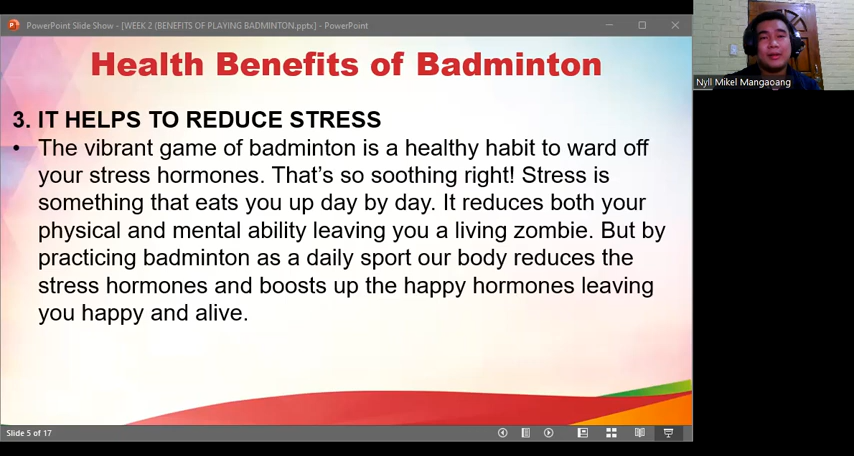 PowerPoint Slide Show - [WEEK 2 (BENEFITS OF PLAYING BADMINTON.pptx] - PowerPoint
Nyll Mikel Mangaoang
Health Benefits of Badminton
3. IT HELPS TO REDUCE STRESS
• The vibrant game of badminton is a healthy habit to ward off
your stress hormones. That's so soothing right! Stress is
something that eats you up day by day. It reduces both your
physical and mental ability leaving you a living zombie. But by
practicing badminton as a daily sport our body reduces the
stress hormones and boosts up the happy hormones leaving
you happy and alive.
Slide 5 of 17